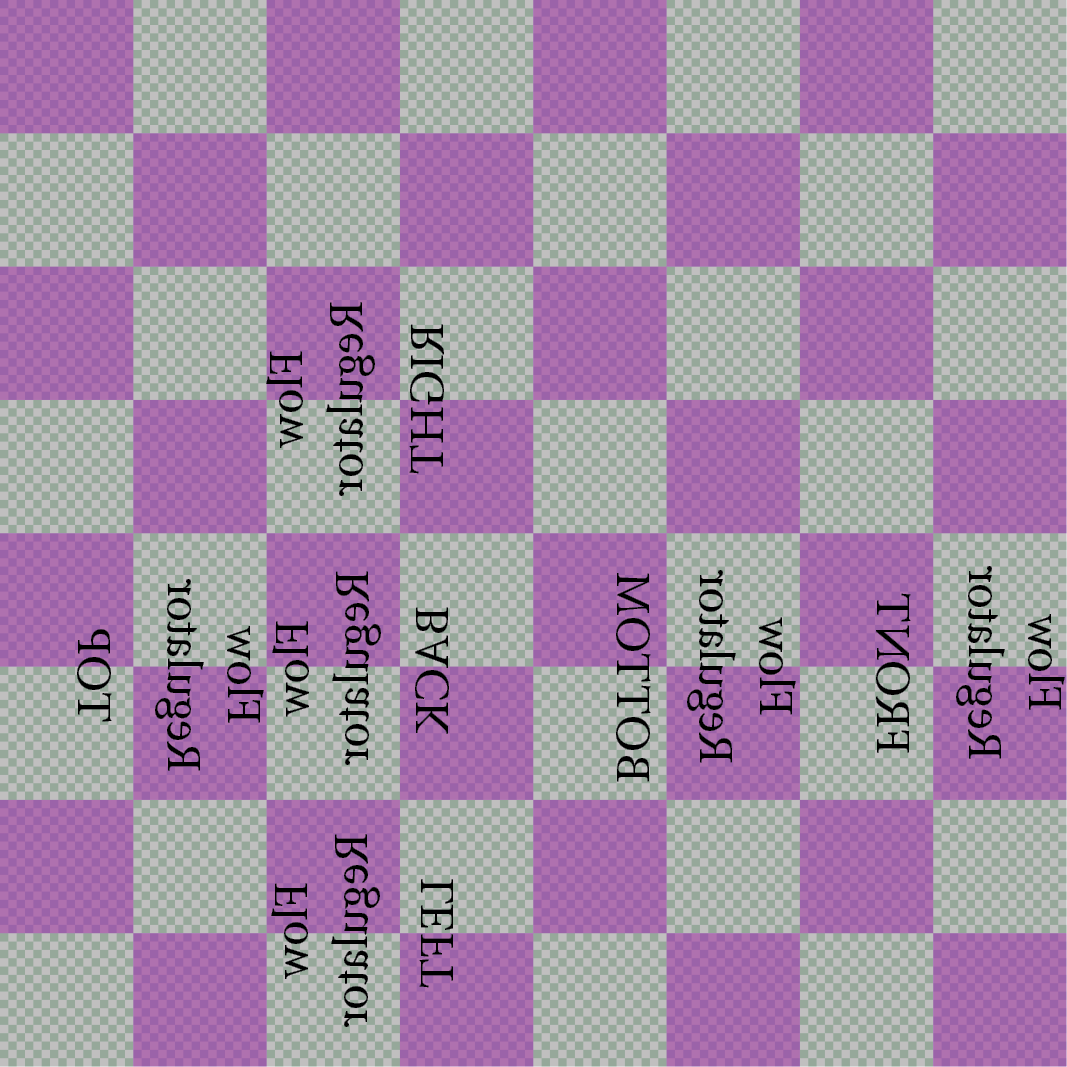 Flow
Regulator
RIGHT
Flow
Regulator
TOP
Flow
Regulator
BACK
Flow
Regulator
BOTTOM
Flow
Regulator
FRONT
Flow
Regulator
LEFT